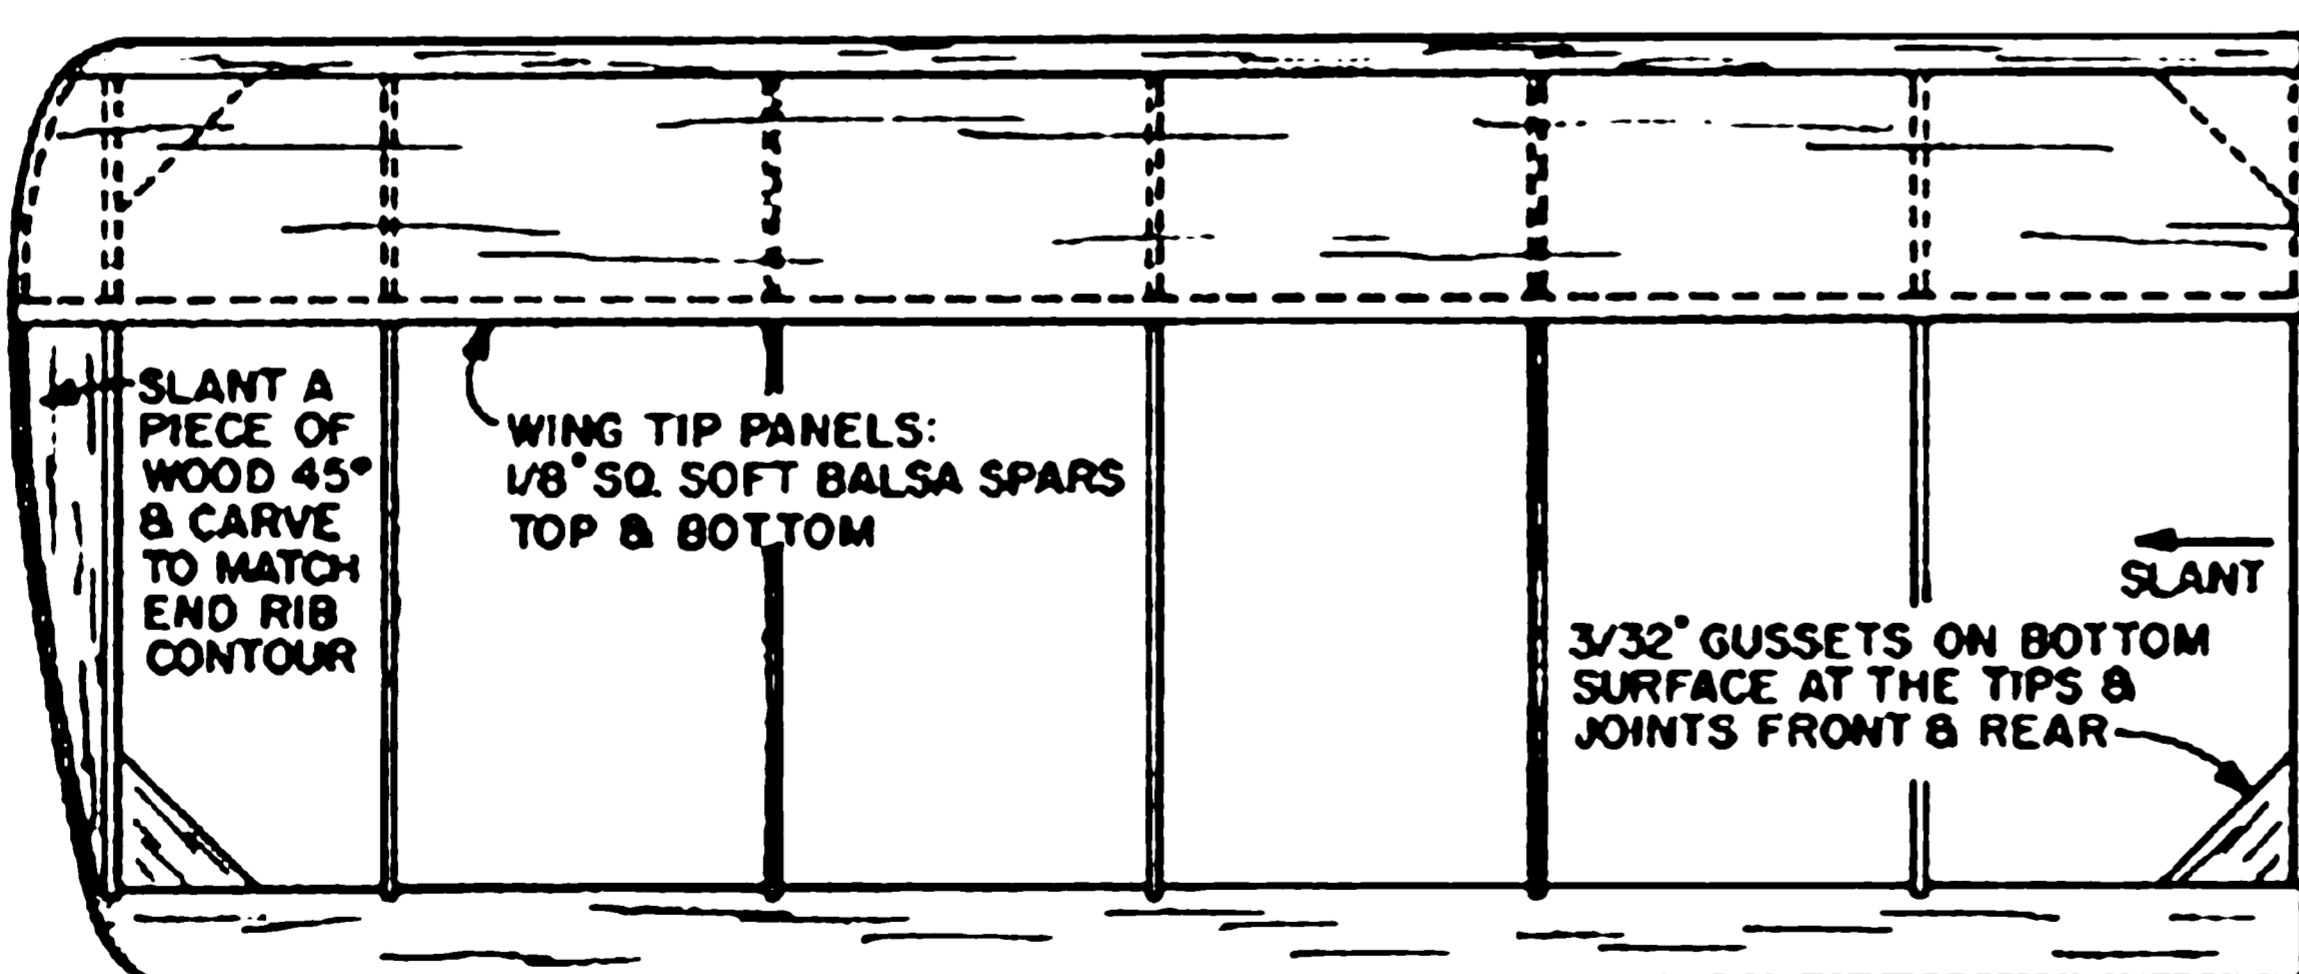 SLANT A
PIECE OF
WOOD 45°
& CARVE
TO MATCH
END RIB
CONTOUR
WING TIP PANELS:
1/8" SQ. SOFT BALSA SPARS
TOP & BOTTOM
SLANT
3/32" GUSSETS ON BOTTOM
SURFACE AT THE TIPS &
JOINTS FRONT & REAR